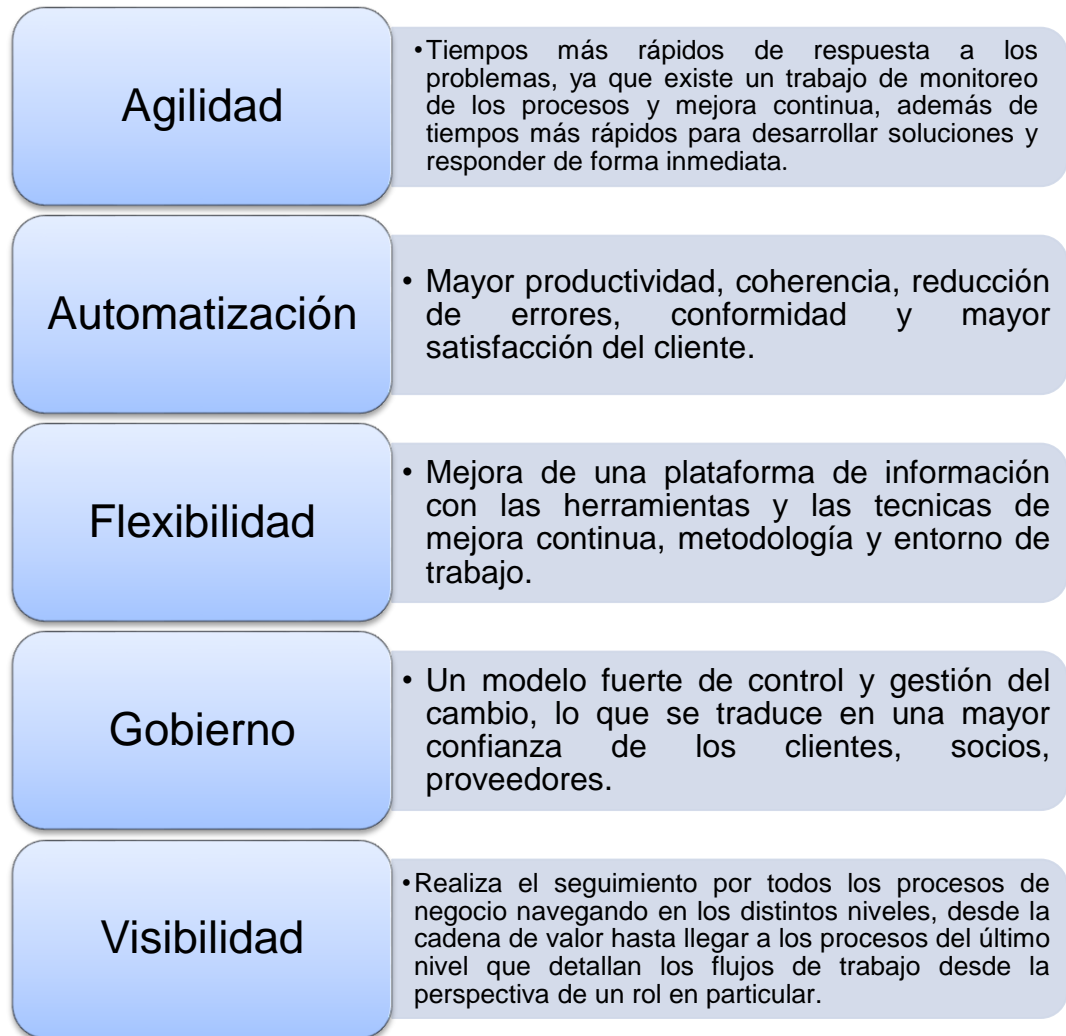 Agilidad
•Tiempos más rápidos de respuesta a los
problemas, ya que existe un trabajo de monitoreo
de los procesos y mejora continua, además de
tiempos más rápidos para desarrollar soluciones y
responder de forma inmediata.
Automatización
• Mayor productividad, coherencia, reducción
de errores, conformidad y mayor
satisfacción del cliente.
Flexibilidad
• Mejora de una plataforma de información
con las herramientas y las tecnicas de
mejora continua, metodología y entorno de
trabajo.
Gobierno
• Un modelo fuerte de control y gestión del
cambio, lo que se traduce en una mayor
confianza de los clientes, socios,
proveedores.
Visibilidad
•Realiza el seguimiento por todos los procesos de
negocio navegando en los distintos niveles, desde la
cadena de valor hasta llegar a los procesos del último
nivel que detallan los flujos de trabajo desde la
perspectiva de un rol en particular.